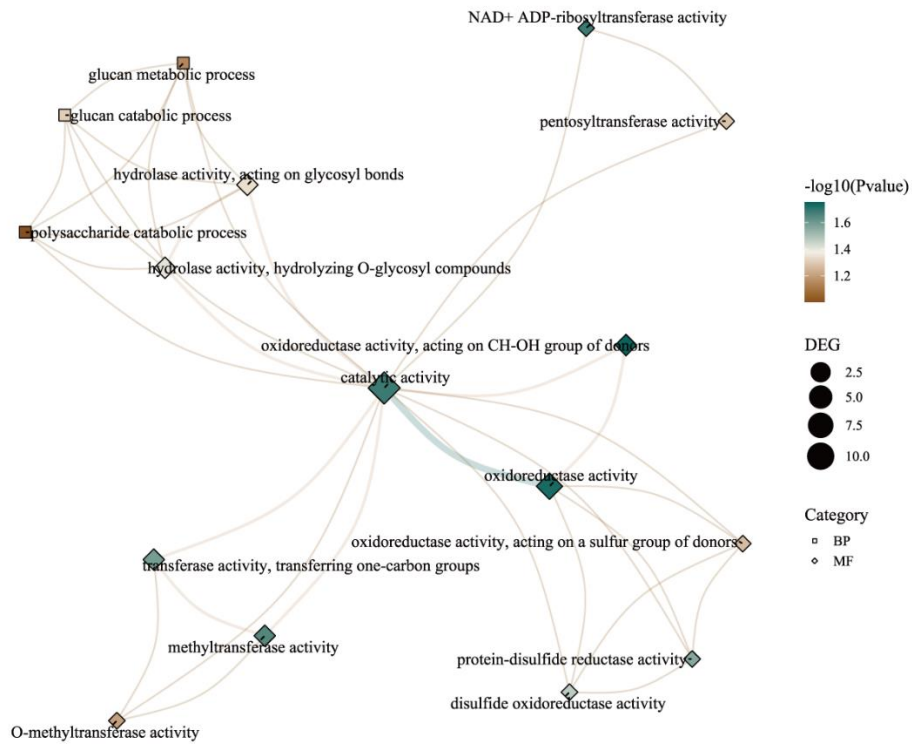 NAD+ ADP-ribosyltransferase activity
glucan metabolic process
glucan catabolic process
pentosyltransferase activity
hydrolase activity, acting on glycosyl bonds
-log10(Pvalue)
1.6
1.4
1.2
polysaccharide catabolic process
hydrolase activity, hydrolyzing O-glycosyl compounds
oxidoreductase activity, acting on CH-OH group of donors
catalytic activity
DEG
2.5
5.0
7.5
10.0
oxidoreductase activity
Category
BP
MF
oxidoreductase activity, acting on a sulfur group of donors
transferase activity, transferring one-carbon groups
methyltransferase activity
protein-disulfide reductase activity
disulfide oxidoreductase activity
O-methyltransferase activity